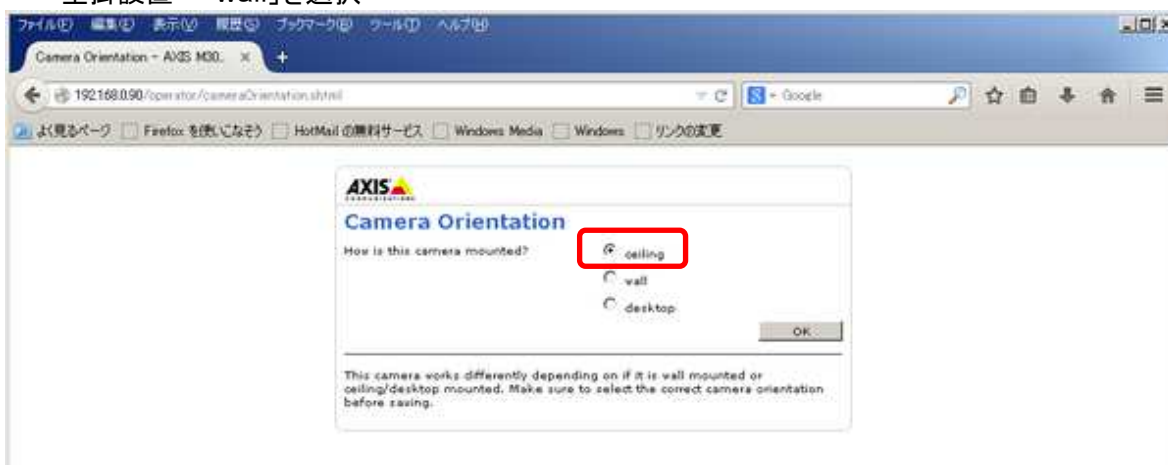 wall」を選択
ファイル(F) 編集(E) 表示(V) 履歴(S) ブックマーク(B) ツール(T) ヘルプ(H)
Camera Orientation - AXIS M30.. × +
192.168.0.90/operator/cameraOrientation.shtml
Google
よく見るページ Firefox を使いこなそう HotMail の無料サービス Windows Media Windows リンクの変更
AXIS
COMMUNICATIONS
Camera Orientation
How is this camera mounted?
ceiling
wall
desktop
OK
This camera works differently depending on if it is wall mounted or
ceiling/desktop mounted. Make sure to select the correct camera orientation
before saving.